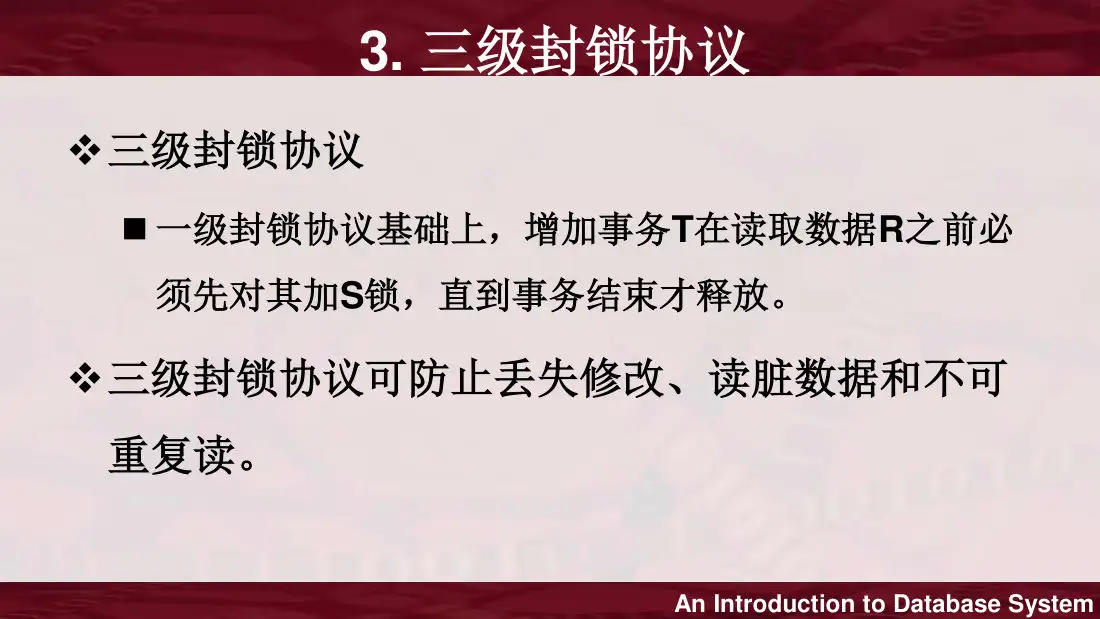 3. 三级封锁协议
❖三级封锁协议
■ 一级封锁协议基础上，增加事务T在读取数据R之前必
须先对其加S锁，直到事务结束才释放。
❖三级封锁协议可防止丢失修改、读脏数据和不可
重复读。
An Introduction to Database System